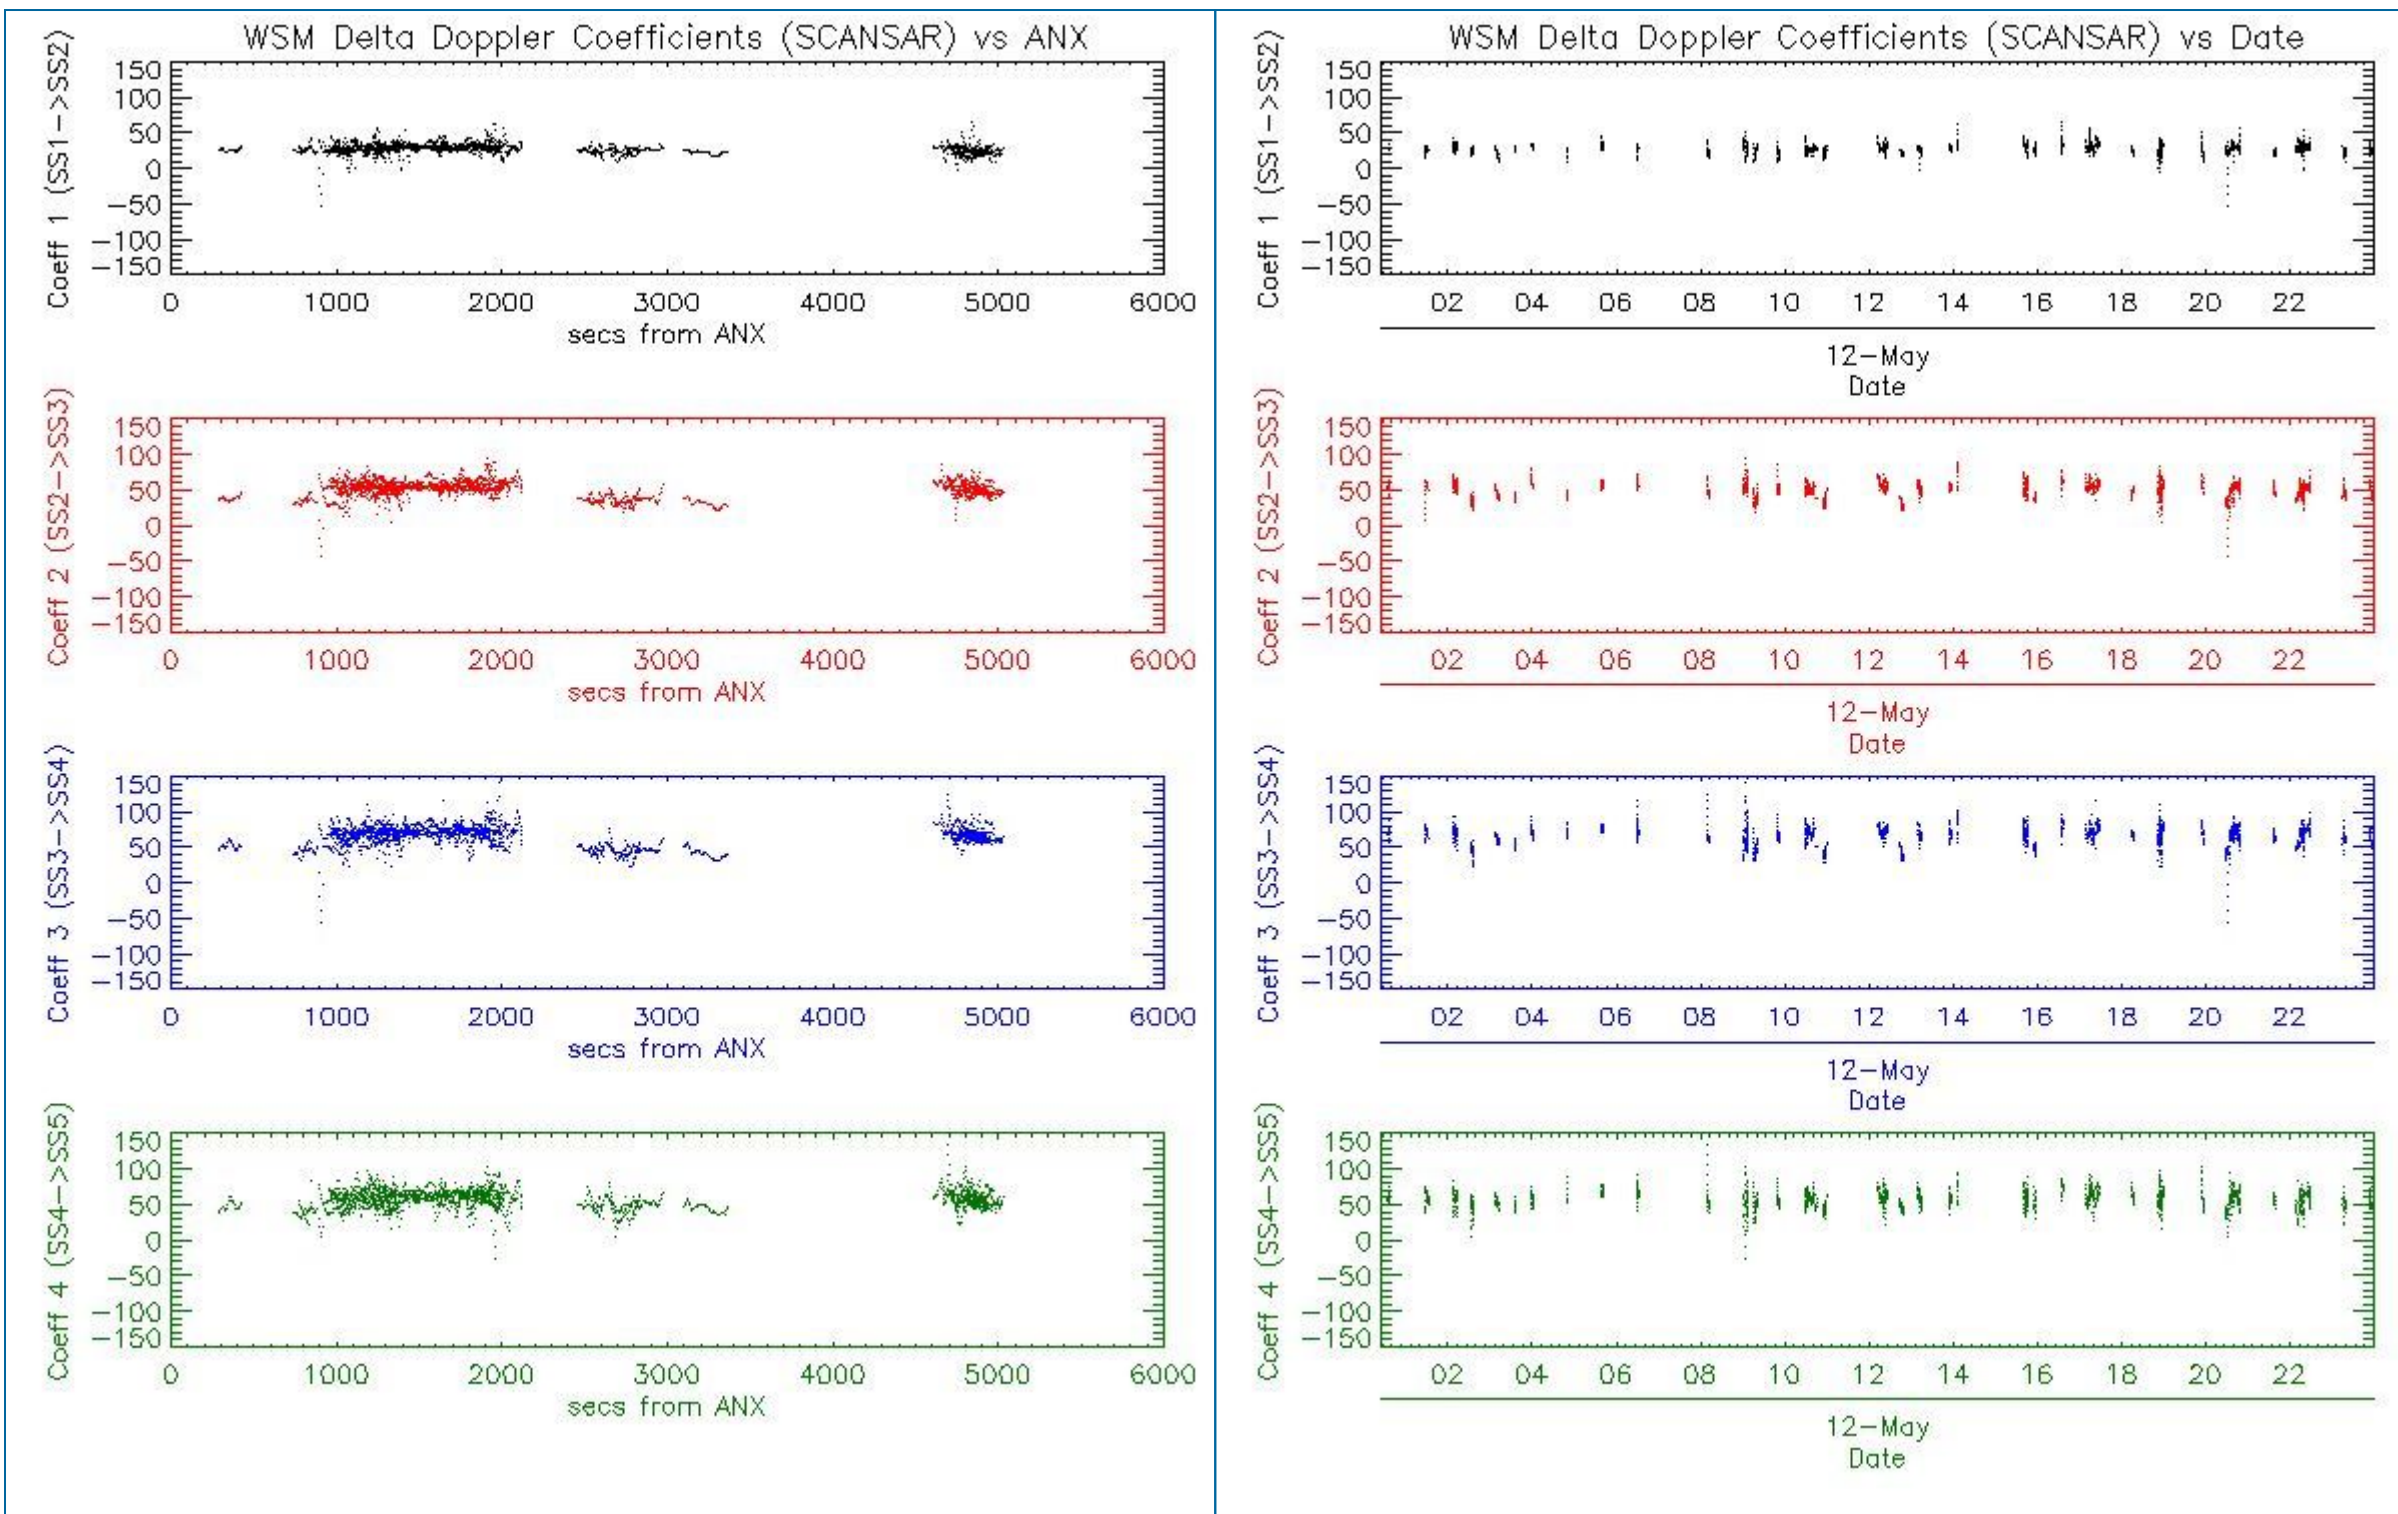 WSM Delta Doppler Coefficients (SCANSAR) vs ANX
Coeff 1 (SS1->SS2)
150
100
50
0
-50
-100
-150
0 1000 2000 3000 4000 5000 6000
secs from ANX
Coeff 2 (SS2->SS3)
150
100
50
0
-50
-100
-150
0 1000 2000 3000 4000 5000 6000
secs from ANX
Coeff 3 (SS3->SS4)
150
100
50
0
-50
-100
-150
0 1000 2000 3000 4000 5000 6000
secs from ANX
Coeff 4 (SS4->SS5)
150
100
50
0
-50
-100
-150
0 1000 2000 3000 4000 5000 6000
secs from ANX
WSM Delta Doppler Coefficients (SCANSAR) vs Date
Coeff 1 (SS1->SS2)
150
100
50
0
-50
-100
-150
02 04 06 08 10 12 14 16 18 20 22
12-May
Date
Coeff 2 (SS2->SS3)
150
100
50
0
-50
-100
-150
02 04 06 08 10 12 14 16 18 20 22
12-May
Date
Coeff 3 (SS3->SS4)
150
100
50
0
-50
-100
-150
02 04 06 08 10 12 14 16 18 20 22
12-May
Date
Coeff 4 (SS4->SS5)
150
100
50
0
-50
-100
-150
02 04 06 08 10 12 14 16 18 20 22
12-May
Date